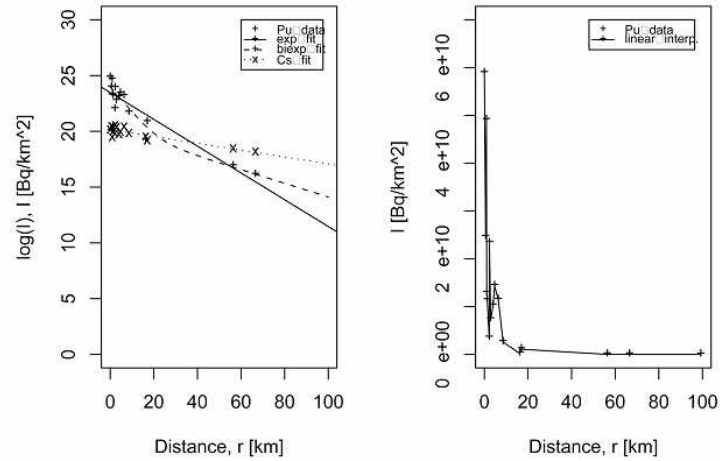 Pu□data
exp□fit
biexp□fit
Cs□fit
30
25
20
15
10
5
0
log(I), I [Bq/km^2]
0 20 40 60 80 100
Distance, r [km]
Pu□data
linear□interp.
0 e+00 2 e+10 4 e+10 6 e+10
I [Bq/km^2]
0 20 40 60 80 100
Distance, r [km]